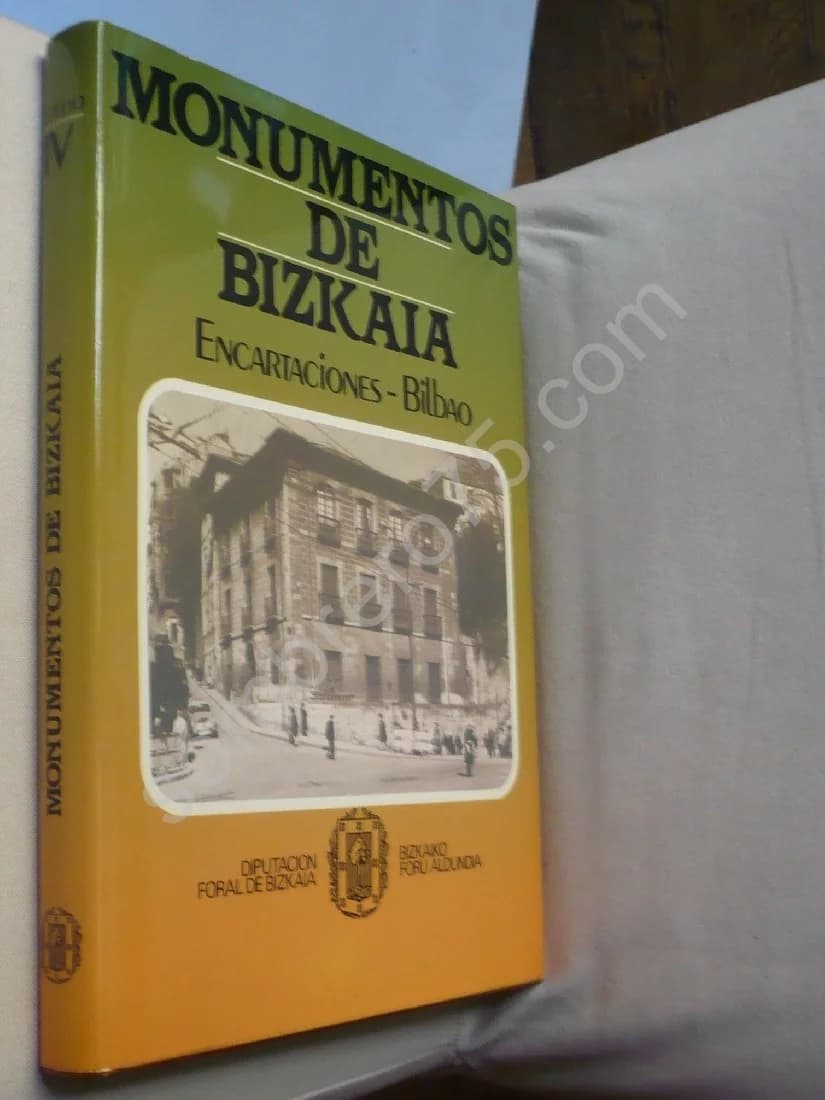 MONUMENTOS
DE
BIZKAIA
ENCARTACIONES - BILBAO
DIPUTACION
FORAL DE BIZKAIA
BIZKAIKO
FORU ALDUNDIA
IV
MONUMENTOS DE BIZKAIA